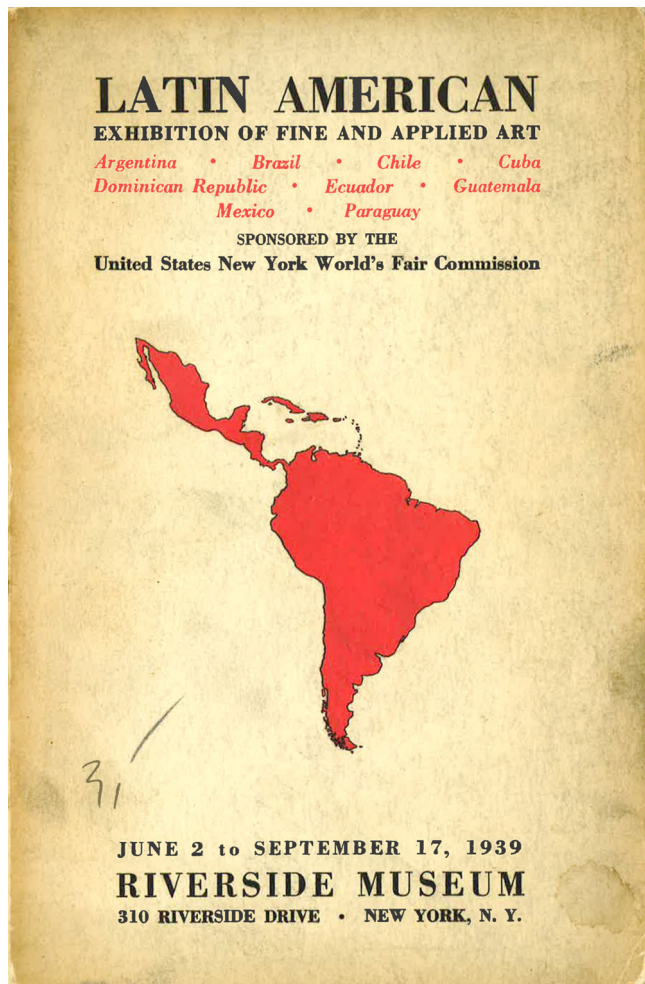 LATIN AMERICAN
EXHIBITION OF FINE AND APPLIED ART
Argentina • Brazil • Chile • Cuba
Dominican Republic • Ecuador • Guatemala
Mexico • Paraguay
SPONSORED BY THE
United States New York World's Fair Commission
JUNE 2 to SEPTEMBER 17, 1939
RIVERSIDE MUSEUM
310 RIVERSIDE DRIVE • NEW YORK, N. Y.